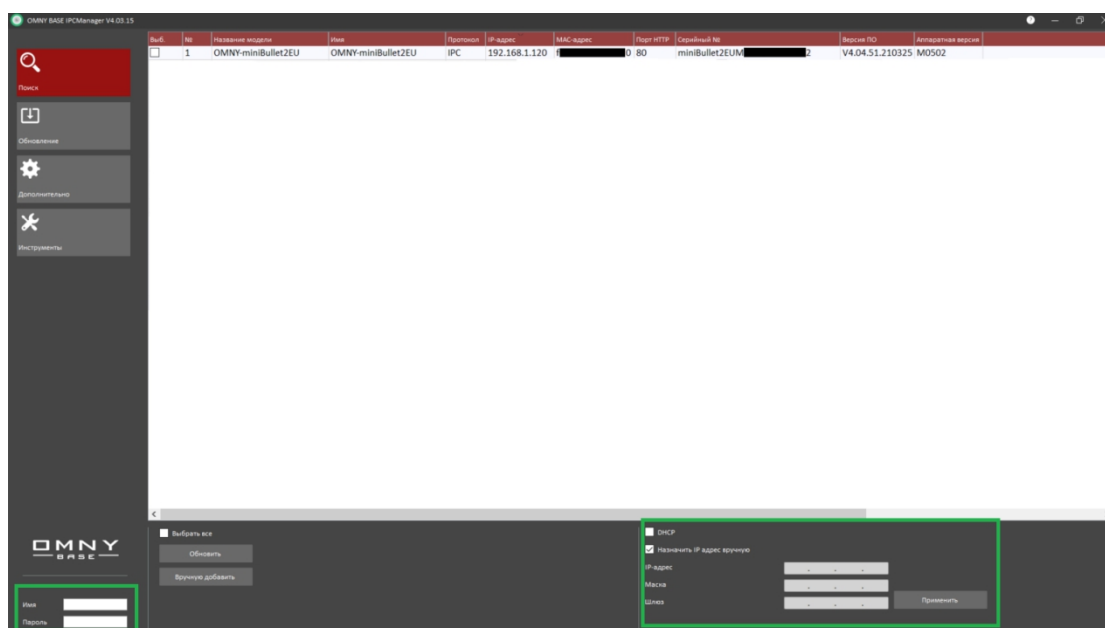 OMNY BASE IPCManager V4.03.15
Выб. № Название модели Имя Протокол IP-адрес MAC-адрес Порт HTTP Серийный № Версия ПО Аппаратная версия
1 OMNY-miniBullet2EU OMNY-miniBullet2EU IPC 192.168.1.120 f 0 80 miniBullet2EUM 2 V4.04.51.210325 M0502
Поиск
Обновление
Дополнительно
Инструменты
OMNY
BASE
Имя
Пароль
Выбрать все
Обновить
Вручную добавить
DHCP
Назначить IP адрес вручную
IP-адрес
Маска
Шлюз
Применить